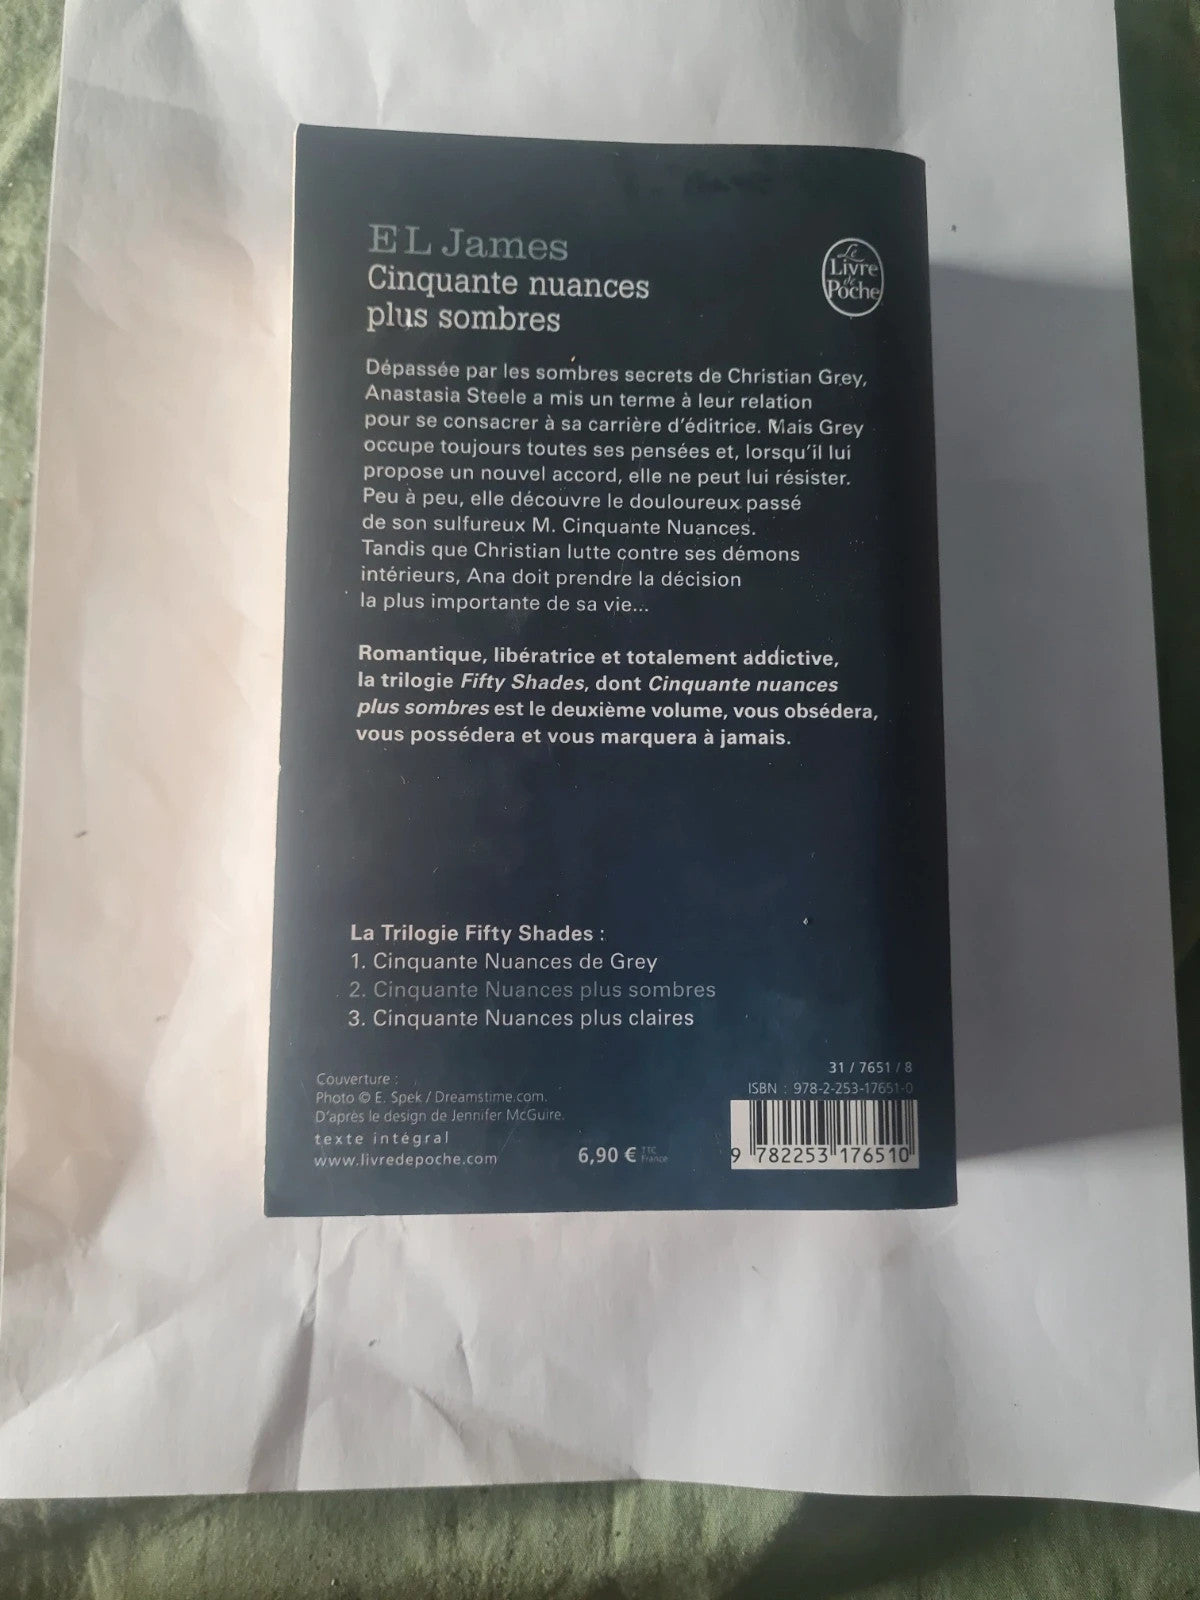 E L James
Cinquante nuances
plus sombres
Le
Livre
de
Poche
Dépassée par les sombres secrets de Christian Grey,
Anastasia Steele a mis un terme à leur relation
pour se consacrer à sa carrière d'éditrice. Mais Grey
occupe toujours toutes ses pensées et, lorsqu'il lui
propose un nouvel accord, elle ne peut lui résister.
Peu à peu, elle découvre le douloureux passé
de son sulfureux M. Cinquante Nuances.
Tandis que Christian lutte contre ses démons
intérieurs, Ana doit prendre la décision
la plus importante de sa vie...
Romantique, libératrice et totalement addictive,
la trilogie Fifty Shades, dont Cinquante nuances
plus sombres est le deuxième volume, vous obsédera,
vous possédera et vous marquera à jamais.
La Trilogie Fifty Shades :
1. Cinquante Nuances de Grey
2. Cinquante Nuances plus sombres
3. Cinquante Nuances plus claires
Couverture :
Photo © E. Spek / Dreamstime.com.
D'après le design de Jennifer McGuire.
texte intégral
www.livredepoche.com
6,90 € TTC
France
31 / 7651 / 8
ISBN : 978-2-253-17651-0
9 782253 176510